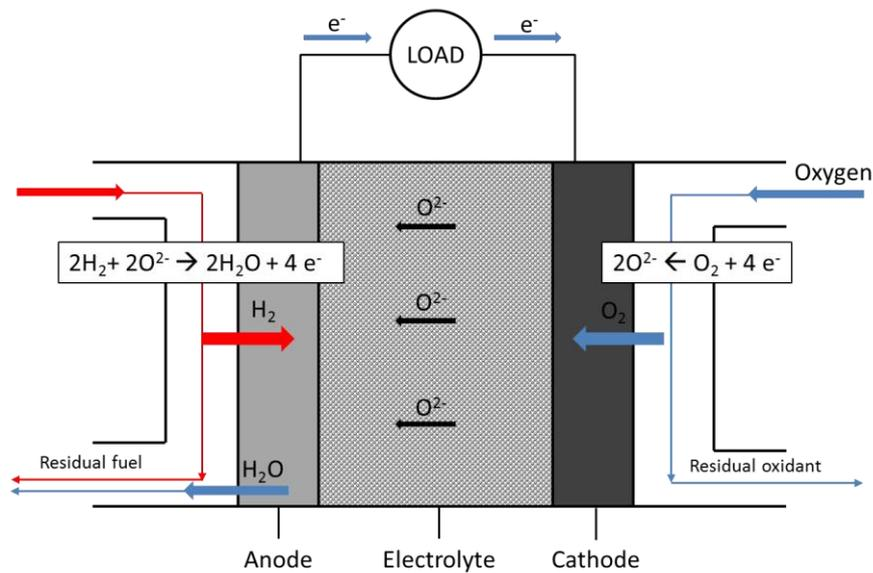 e⁻ e⁻
LOAD
Oxygen
O²⁻
2H₂+ 2O²⁻ → 2H₂O + 4 e⁻
2O²⁻ ← O₂ + 4 e⁻
H₂
O²⁻
O₂
O²⁻
Residual fuel
H₂O
Residual oxidant
Anode
Electrolyte
Cathode